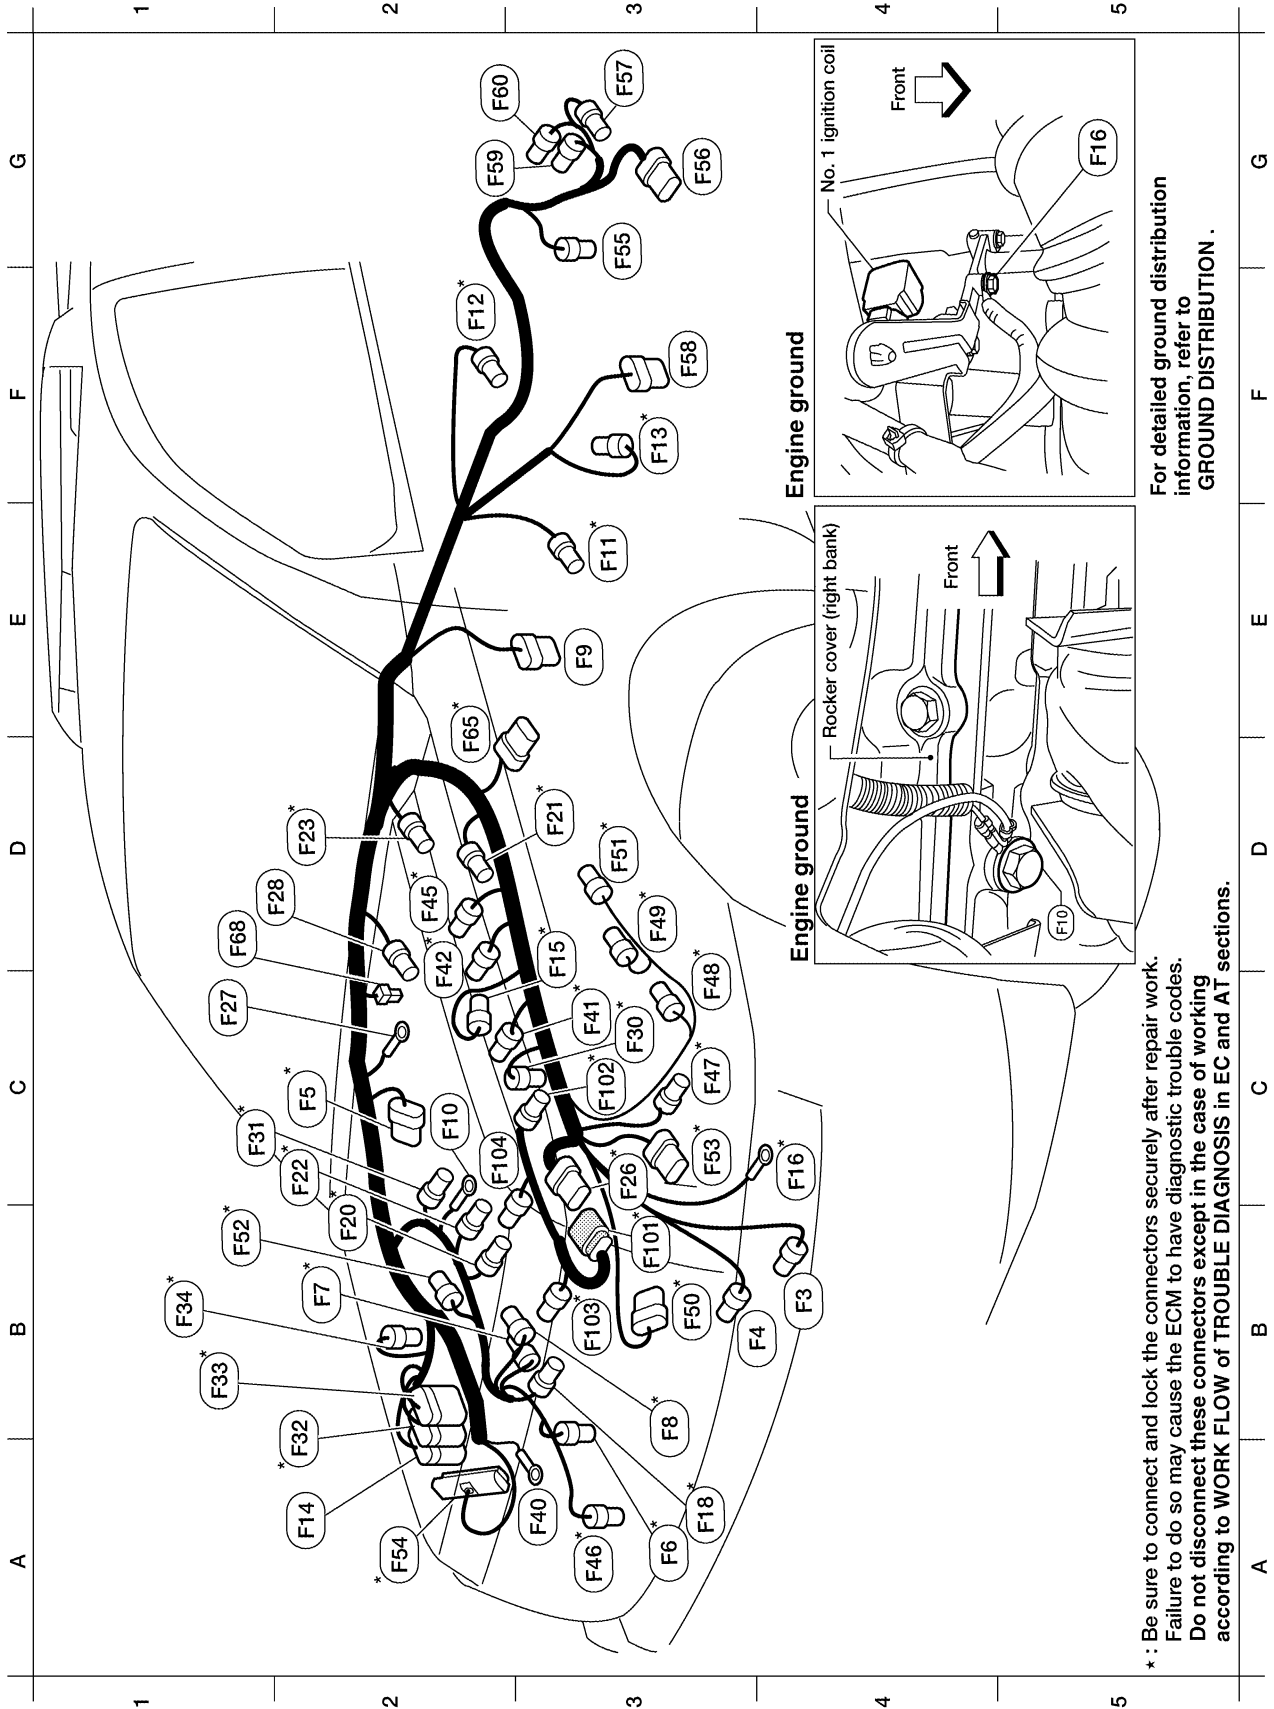 A B C D E F G
1
2
3
4
5
F34 *
F33 *
F32 *
F14
F54 *
F52 *
F7 *
F20 *
F22 *
F31 *
F5 *
F10
F104
F27
F68
F28
F23 *
F45 *
F42 *
F65 *
F21 *
F15 *
F41 *
F30 *
F102 *
F26 *
F101 *
F103 *
F50 *
F40
F46 *
F6 *
F18 *
F8 *
F4
F3
F16 *
F53 *
F47 *
F48 *
F49 *
F51 *
F9
F11 *
F12 *
F13 *
F58
F55
F56
F57
F59
F60
Engine ground
Rocker cover (right bank)
Front
F10
Engine ground
No. 1 ignition coil
Front
F16
For detailed ground distribution
information, refer to
GROUND DISTRIBUTION .
★ : Be sure to connect and lock the connectors securely after repair work.
Failure to do so may cause the ECM to have diagnostic trouble codes.
Do not disconnect these connectors except in the case of working
according to WORK FLOW of TROUBLE DIAGNOSIS in EC and AT sections.
1
2
3
4
5
A B C D E F G